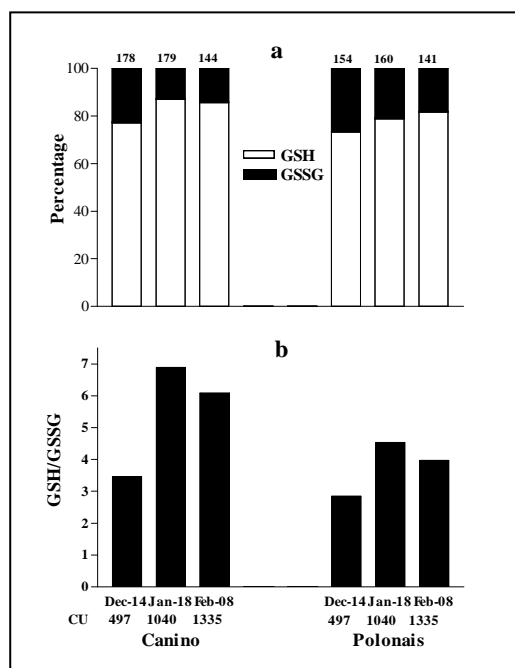 a
178 179 144 154 160 141
100
80
60
40
20
0
Percentage
GSH
GSSG
b
7
6
5
4
3
2
1
0
GSH/GSSG
Dec-14 Jan-18 Feb-08 Dec-14 Jan-18 Feb-08
CU 497 1040 1335 497 1040 1335
Canino Polonais